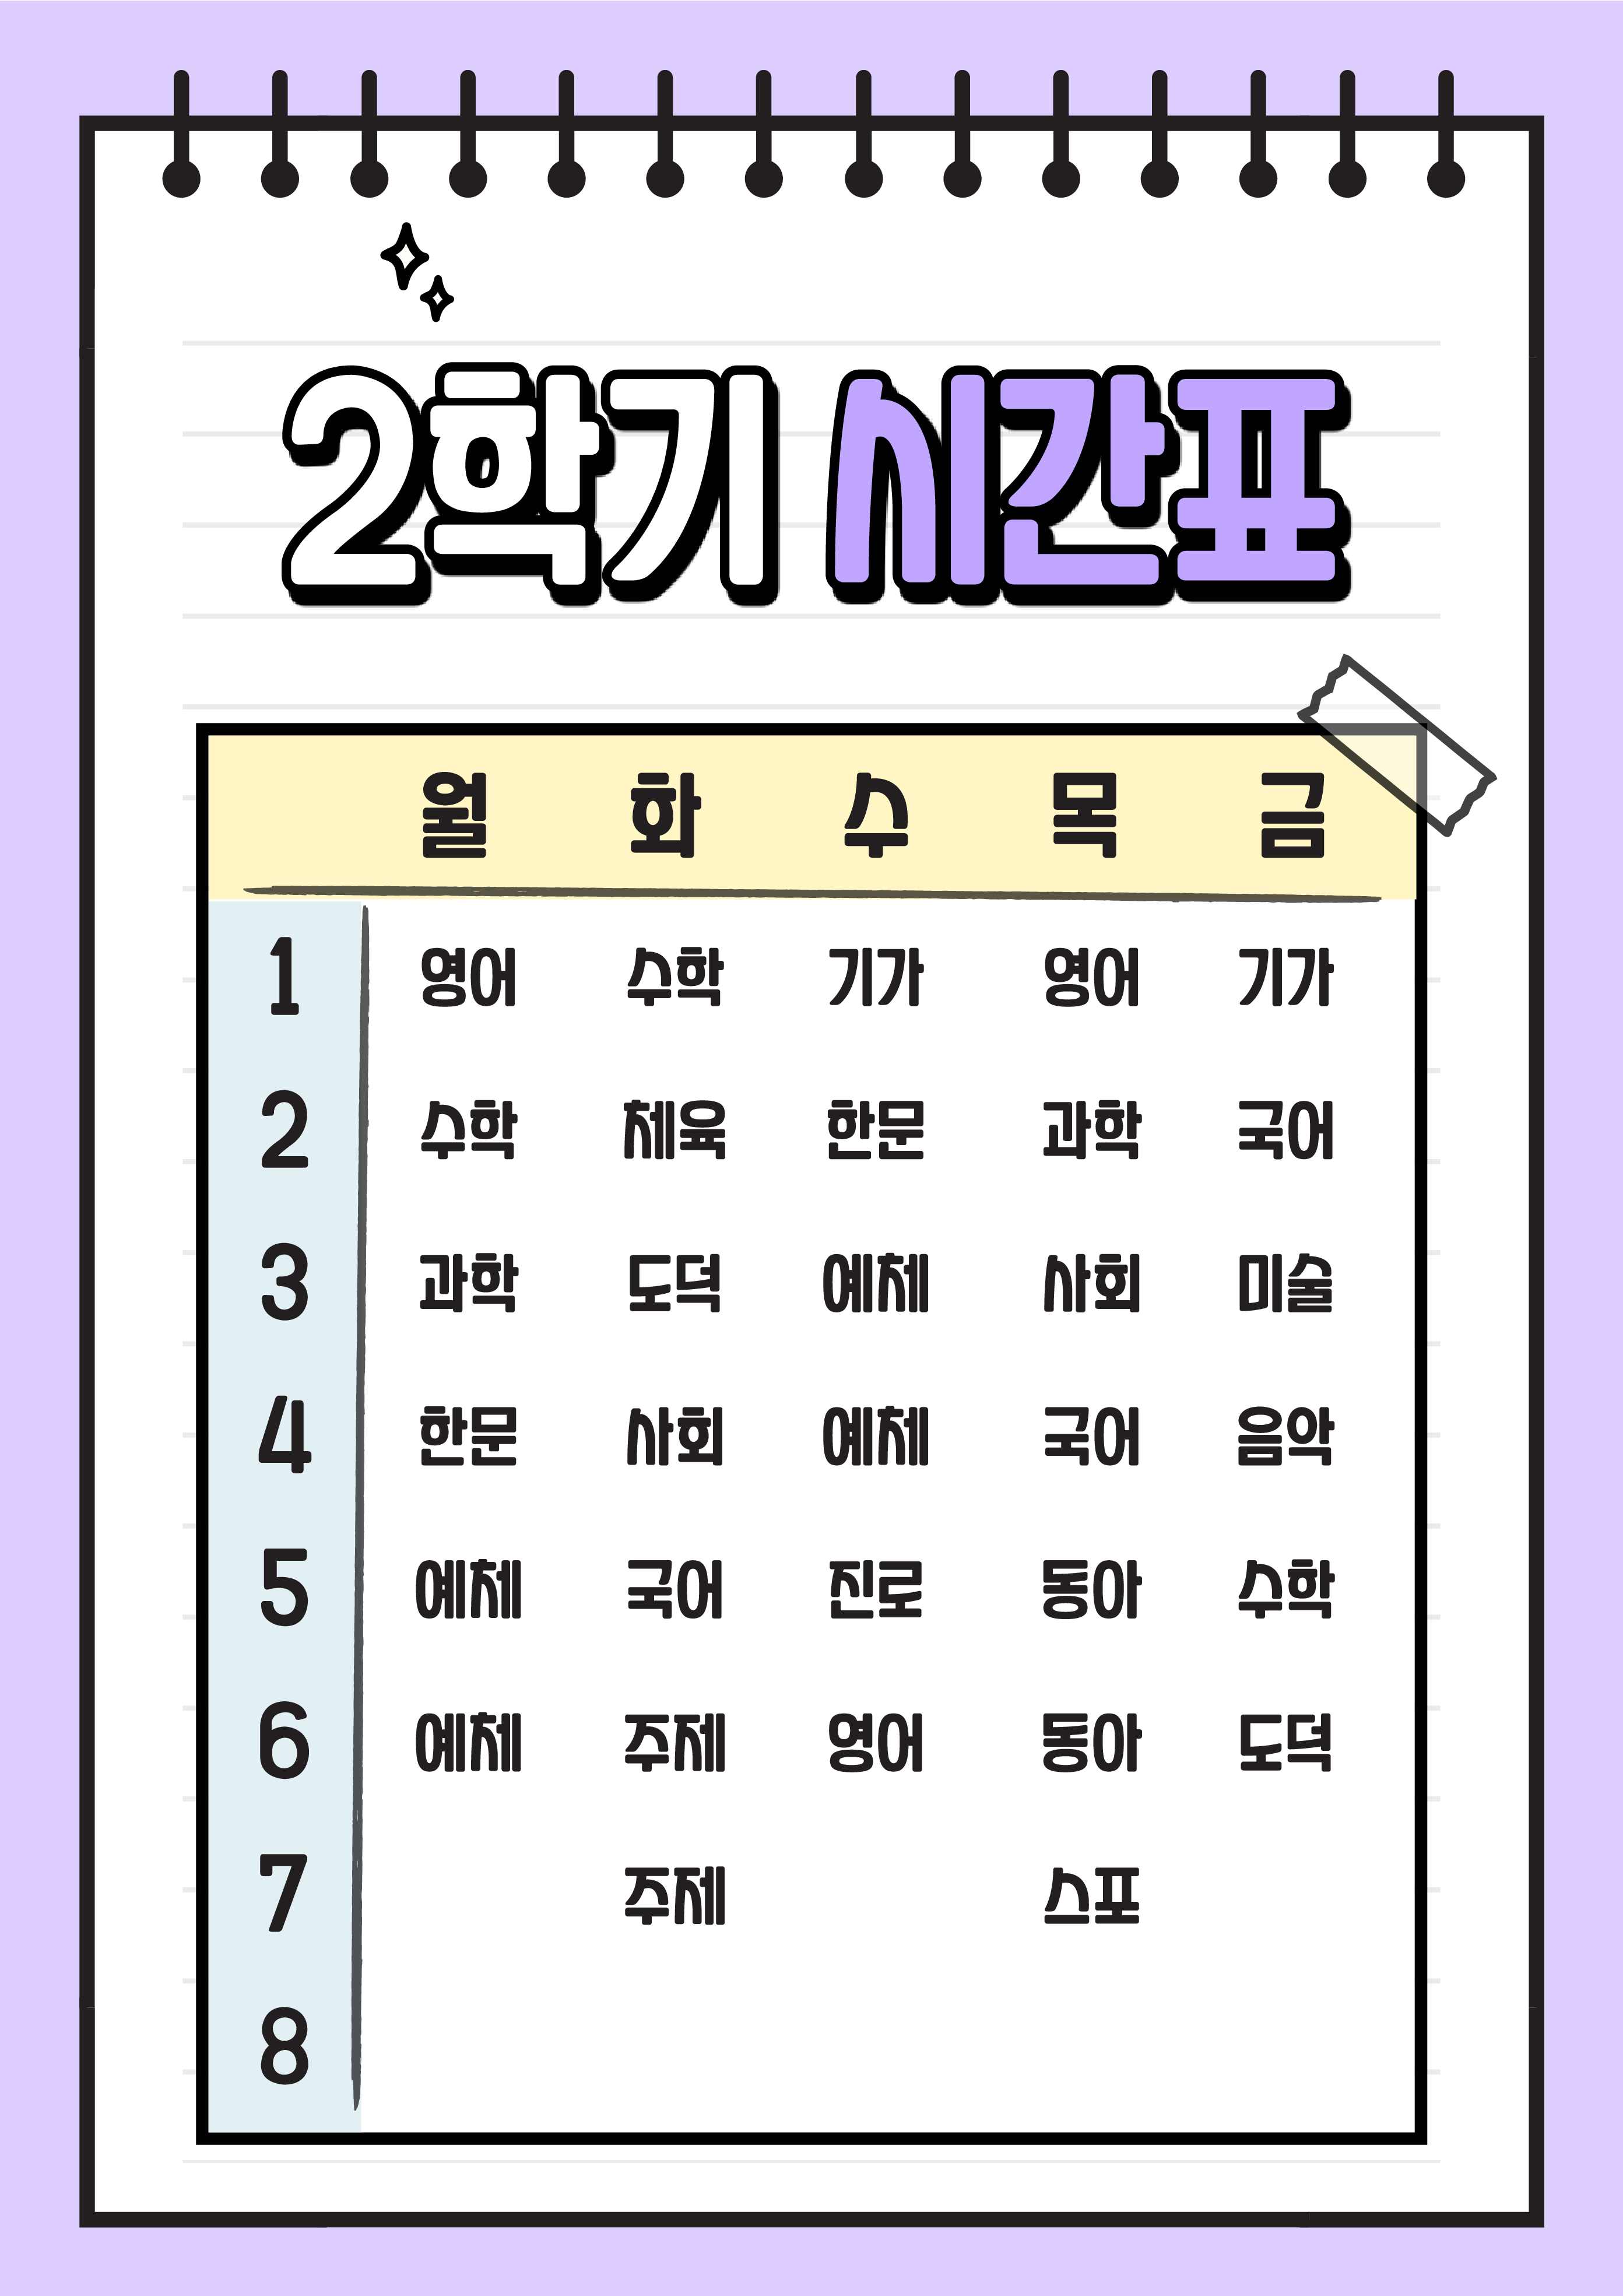 2학기 시간표
월 화 수 목 금
1 영어 수학 기가 영어 기가
2 수학 체육 한문 과학 국어
3 과학 도덕 예체 사회 미술
4 한문 사회 예체 국어 음악
5 예체 국어 진로 동아 수학
6 예체 주제 영어 동아 도덕
7 주제 스포
8